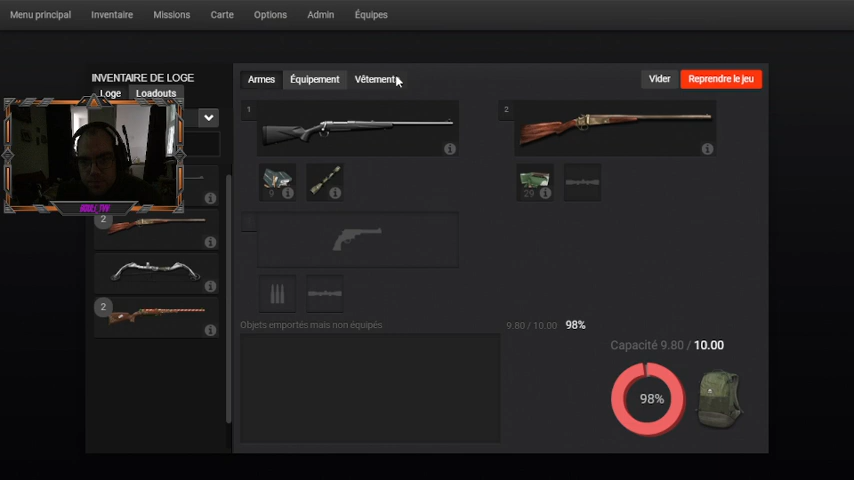 Menu principal Inventaire Missions Carte Options Admin Équipes
INVENTAIRE DE LOGE
Loge Loadouts
Armes Équipement Vêtements
Vider Reprendre le jeu
1
2
9
29
2
2
Objets emportés mais non équipés
9.80 / 10.00 98%
Capacité 9.80 / 10.00
98%